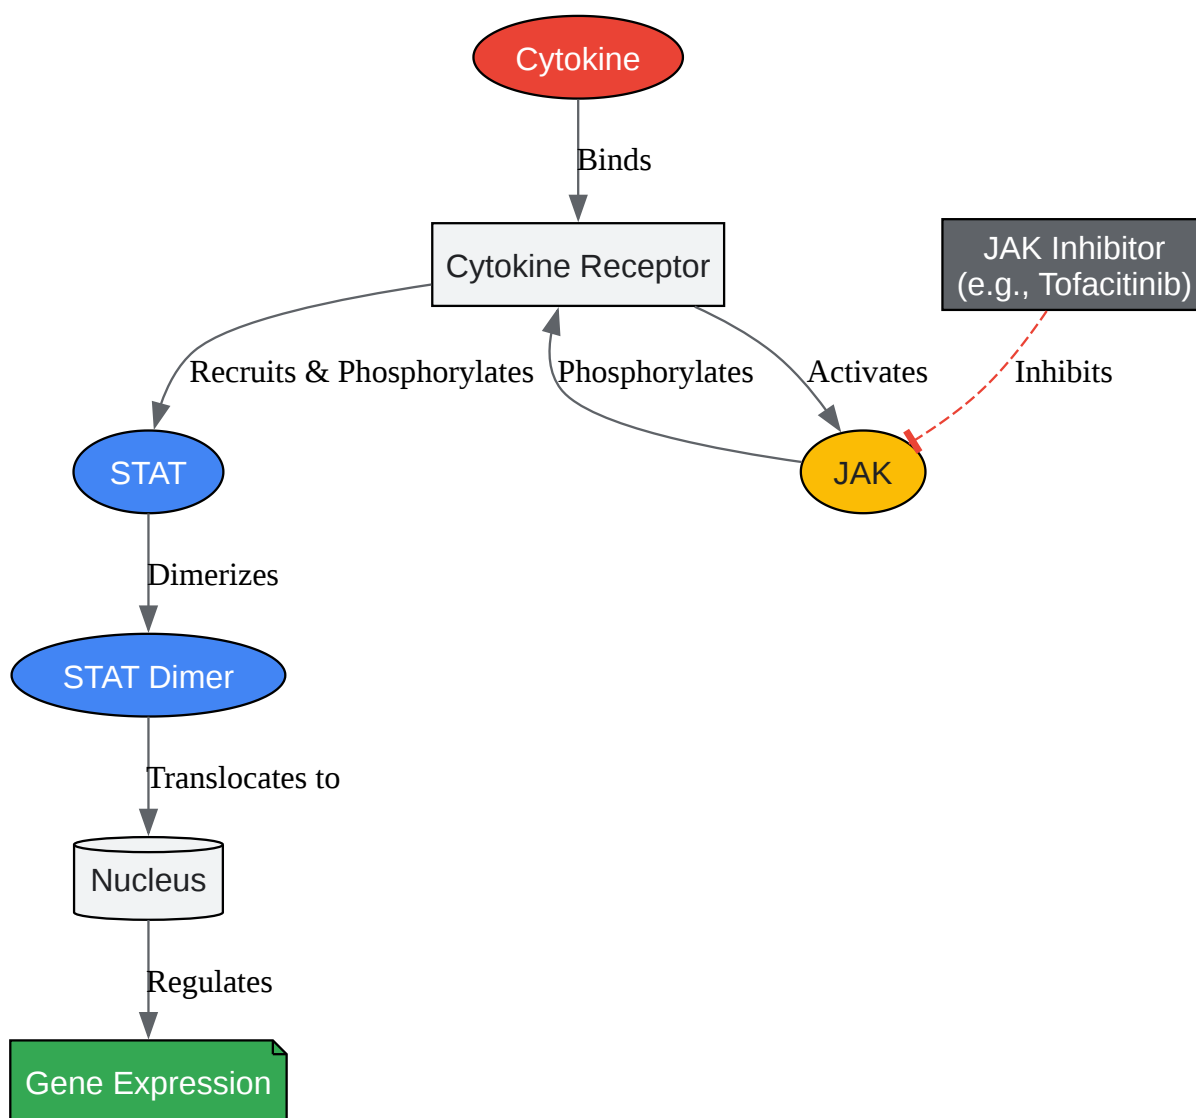 Cytokine
Binds
Cytokine Receptor
JAK Inhibitor
(e.g., Tofacitinib)
Recruits & Phosphorylates
Phosphorylates
Activates
Inhibits
STAT
JAK
Dimerizes
STAT Dimer
Translocates to
Nucleus
Regulates
Gene Expression